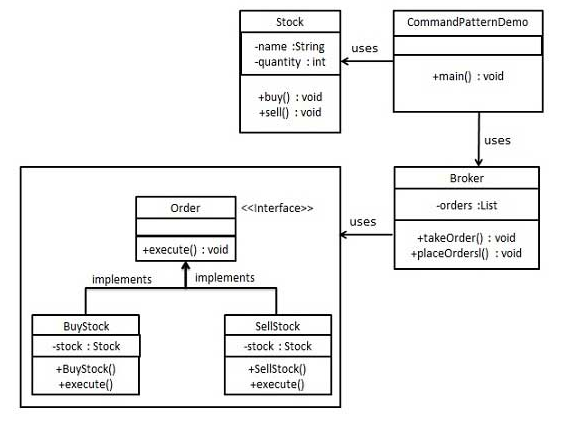 Stock
-name :String
-quantity : int
+buy() : void
+sell() : void
uses
CommandPatternDemo
+main() : void
uses
Broker
-orders :List
+takeOrder() : void
+placeOrdersl() : void
uses
Order
<<Interface>>
+execute() : void
implements
implements
BuyStock
-stock : Stock
+BuyStock()
+execute()
SellStock
-stock : Stock
+SellStock()
+execute()